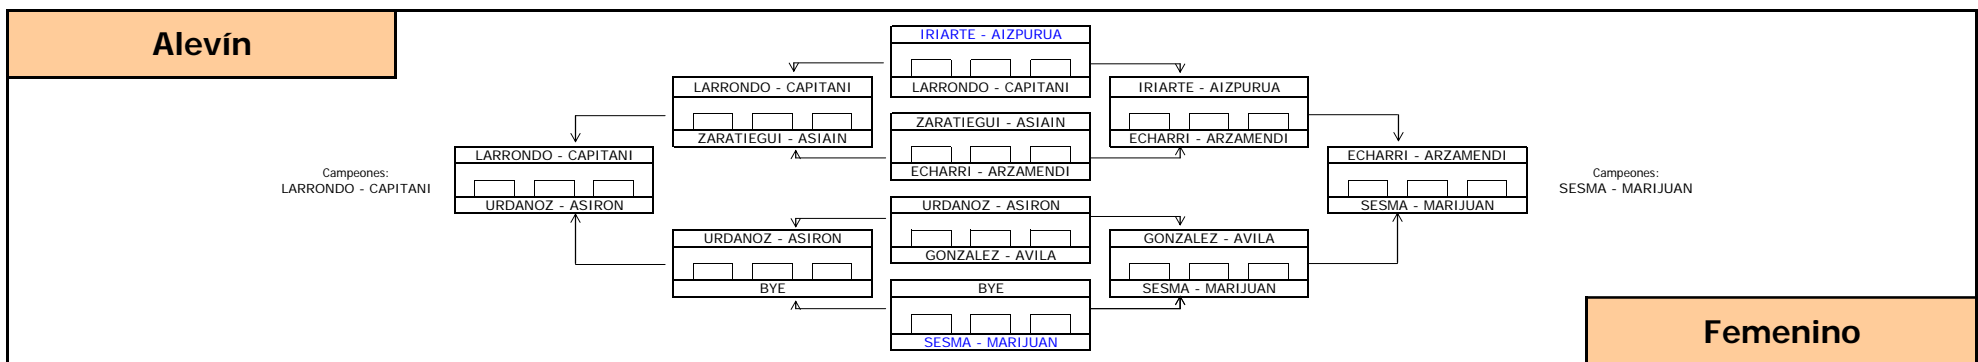 Alevín
IRIARTE - AIZPURUA
LARRONDO - CAPITANI
LARRONDO - CAPITANI
ZARATIEGUI - ASIAIN
IRIARTE - AIZPURUA
ECHARRI - ARZAMENDI
ZARATIEGUI - ASIAIN
ECHARRI - ARZAMENDI
LARRONDO - CAPITANI
URDANOZ - ASIRON
Campeones:
LARRONDO - CAPITANI
ECHARRI - ARZAMENDI
SESMA - MARIJUAN
Campeones:
SESMA - MARIJUAN
URDANOZ - ASIRON
GONZALEZ - AVILA
URDANOZ - ASIRON
BYE
GONZALEZ - AVILA
SESMA - MARIJUAN
BYE
SESMA - MARIJUAN
Femenino